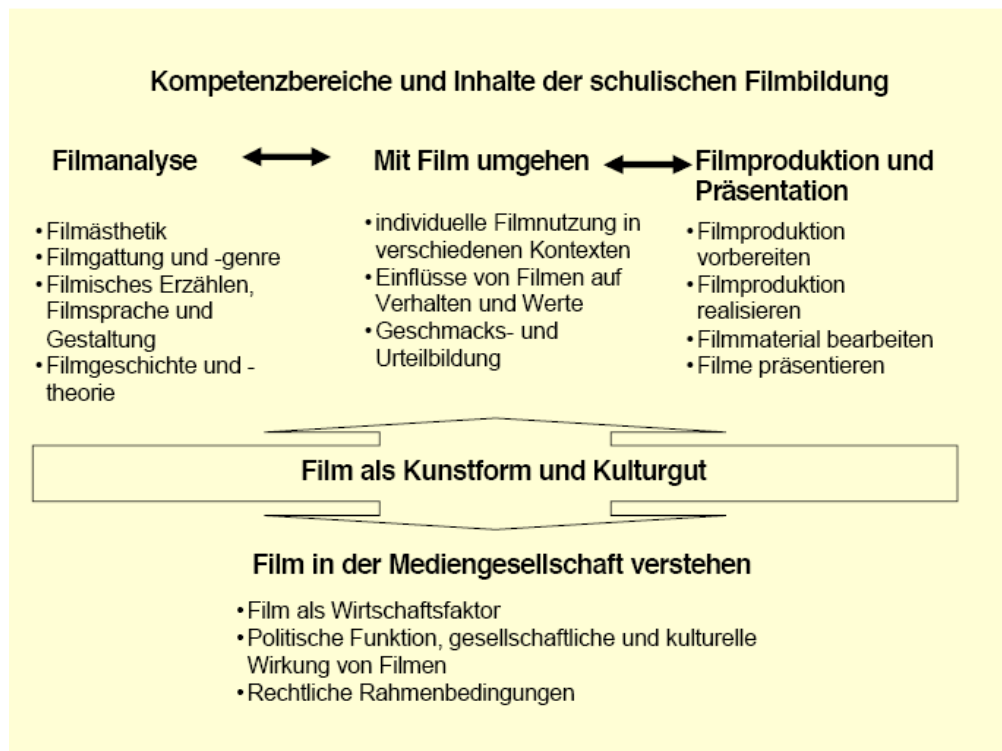 Kompetenzbereiche und Inhalte der schulischen Filmbildung
Filmanalyse
•Filmästhetik
•Filmgattung und -genre
•Filmisches Erzählen,
Filmsprache und
Gestaltung
•Filmgeschichte und -
theorie
Mit Film umgehen
•individuelle Filmnutzung in
verschiedenen Kontexten
•Einflüsse von Filmen auf
Verhalten und Werte
•Geschmacks- und
Urteilbildung
Filmproduktion und
Präsentation
•Filmproduktion
vorbereiten
•Filmproduktion
realisieren
•Filmmaterial bearbeiten
•Filme präsentieren
Film als Kunstform und Kulturgut
Film in der Mediengesellschaft verstehen
•Film als Wirtschaftsfaktor
•Politische Funktion, gesellschaftliche und kulturelle
Wirkung von Filmen
•Rechtliche Rahmenbedingungen